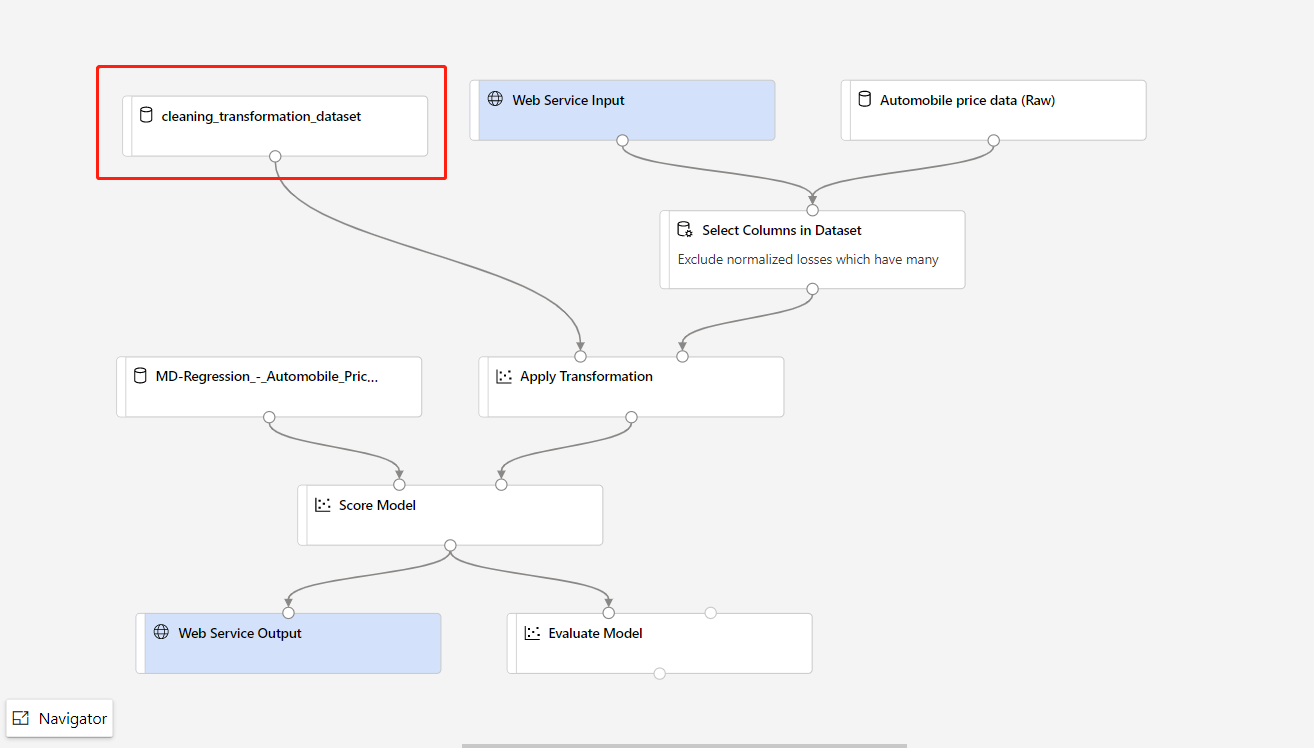 cleaning_transformation_dataset
Web Service Input
Automobile price data (Raw)
Select Columns in Dataset
Exclude normalized losses which have many
MD-Regression_-_Automobile_Pric...
Apply Transformation
Score Model
Web Service Output
Evaluate Model
Navigator